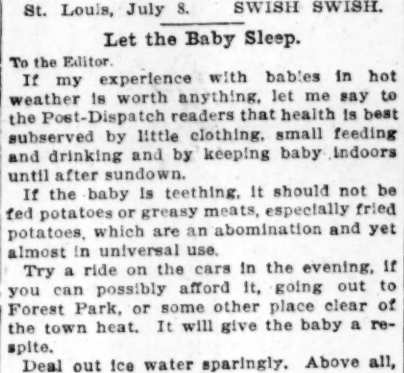 St. Louis, July 8. SWISH SWISH.
Let the Baby Sleep.
To the Editor.
If my experience with babies in hot
weather is worth anything, let me say to
the Post-Dispatch readers that health is best
subserved by little clothing, small feeding
and drinking and by keeping baby indoors
until after sundown.
If the baby is teething, it should not be
fed potatoes or greasy meats, especially fried
potatoes, which are an abomination and yet
almost in universal use.
Try a ride on the cars in the evening, if
you can possibly afford it, going out to
Forest Park, or some other place clear of
the town heat. It will give the baby a re-
spite.
Deal out ice water sparingly. Above all,